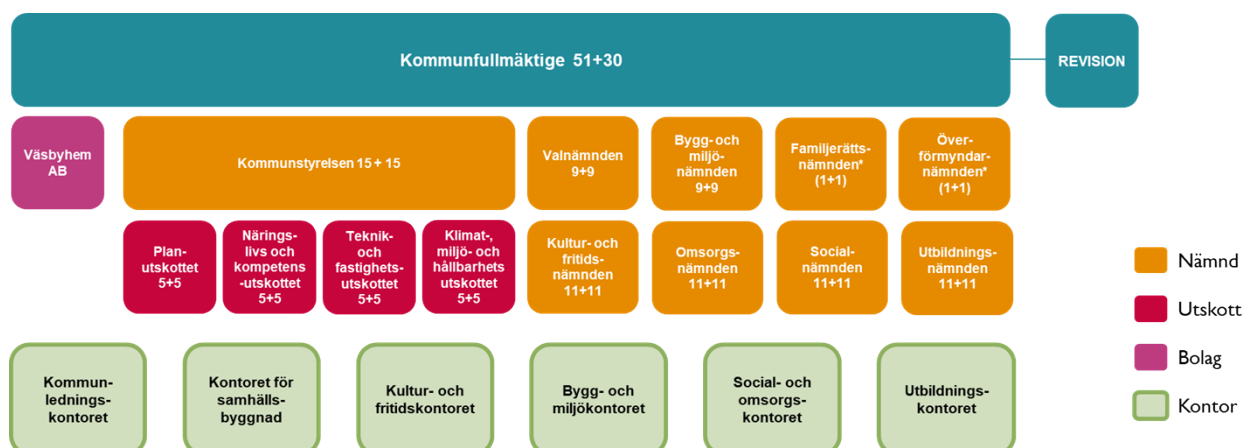 Kommunfullmäktige 51+30
REVISION
Väsbyhem
AB
Kommunstyrelsen 15 + 15
Valnämnden
9+9
Bygg- och
miljö-
nämnden
9+9
Familjerätts-
nämnden*
(1+1)
Över-
förmyndar-
nämnden*
(1+1)
Plan-
utskottet
5+5
Närings-
livs och
kompetens
-utskottet
5+5
Teknik-
och
fastighets-
utskottet
5+5
Klimat-,
miljö- och
hållbarhets
utskottet
5+5
Kultur- och
fritids-
nämnden
11+11
Omsorgs-
nämnden
11+11
Social-
nämnden
11+11
Utbildnings-
nämnden
11+11
Nämnd
Utskott
Bolag
Kontor
Kommun-
lednings-
kontoret
Kontoret för
samhälls-
byggnad
Kultur- och
fritidskontoret
Bygg- och
miljökontoret
Social- och
omsorgs-
kontoret
Utbildnings-
kontoret